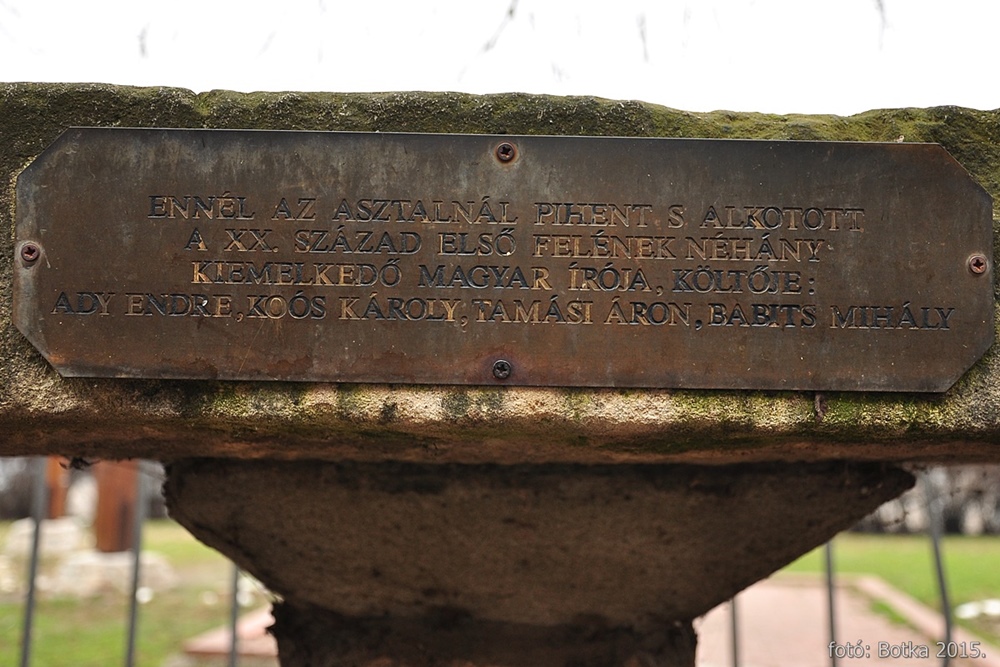 ENNÉL AZ ASZTALNÁL PIHENT S ALKOTOTT
A XX. SZÁZAD ELSŐ FELÉNEK NÉHÁNY
KIEMELKEDŐ MAGYAR ÍRÓJA, KÖLTŐJE:
ADY ENDRE, KOÓS KÁROLY, TAMÁSI ÁRON, BABITS MIHÁLY
fotó: Botka 2015.